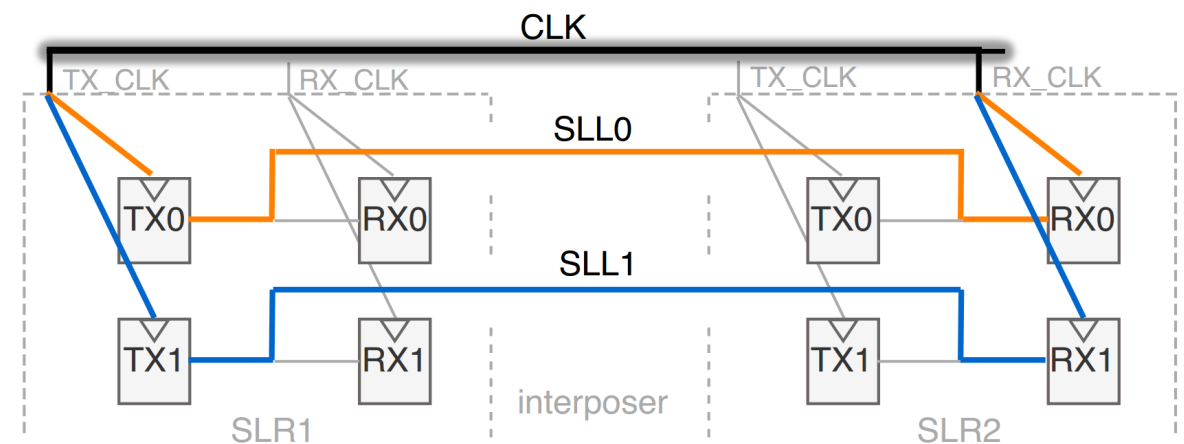 CLK
TX_CLK RX_CLK TX_CLK RX_CLK
SLL0
TX0 RX0 TX0 RX0
SLL1
TX1 RX1 TX1 RX1
interposer
SLR1 SLR2